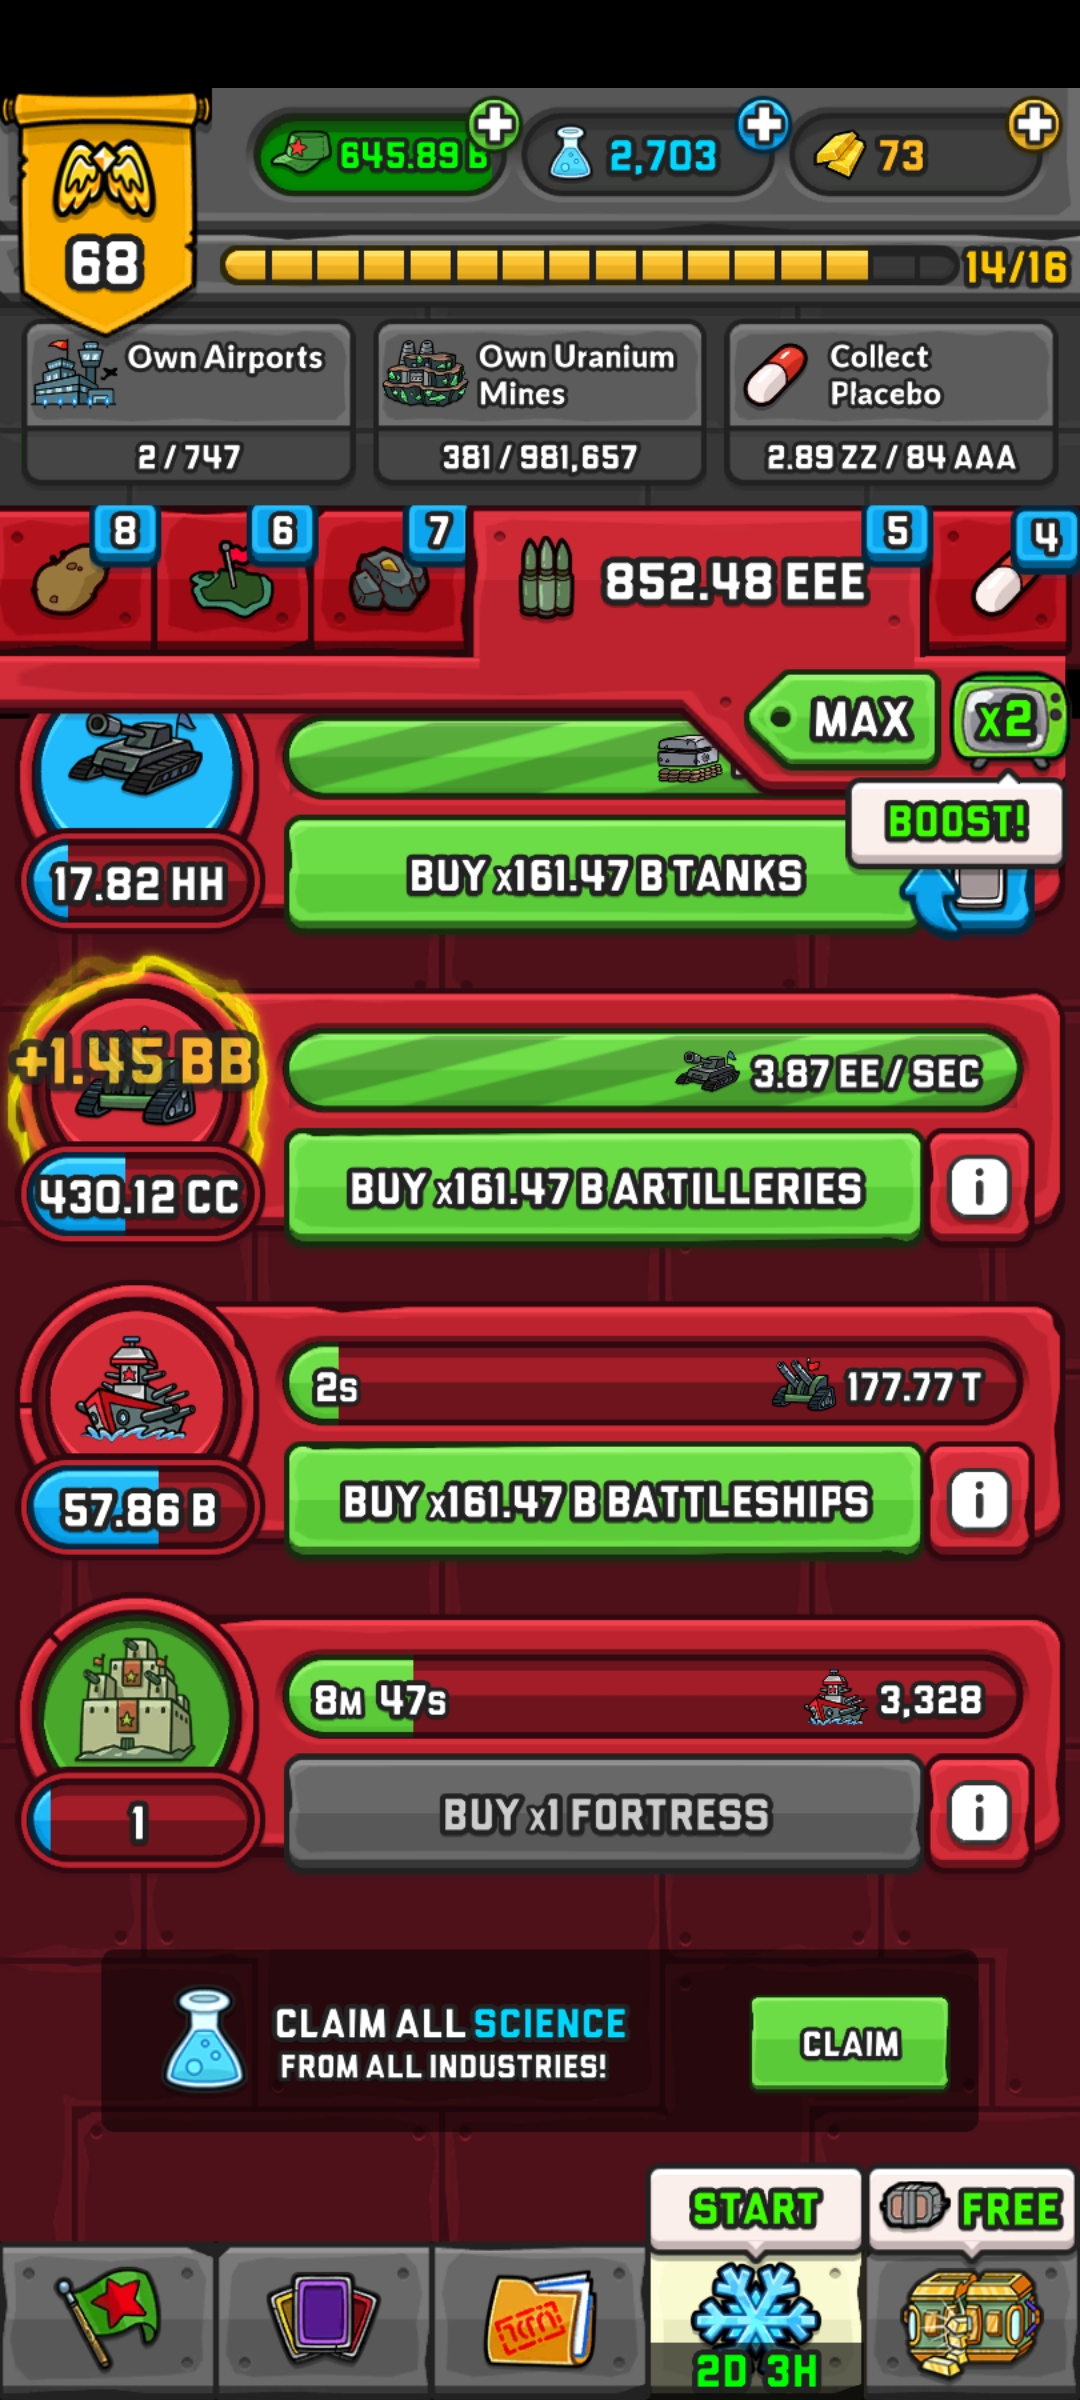 645.89 B
2,703
73
68
14/16
Own Airports
2 / 747
Own Uranium
Mines
381 / 981,657
Collect
Placebo
2.89 ZZ / 84 AAA
8
6
7
852.48 EEE
5
4
MAX
x2
BOOST!
17.82 HH
BUY x161.47 B TANKS
+1.45 BB
3.87 EE / SEC
430.12 CC
BUY x161.47 B ARTILLERIES
i
2s
177.77 T
57.86 B
BUY x161.47 B BATTLESHIPS
i
8M 47s
3,328
1
BUY x1 FORTRESS
i
CLAIM ALL SCIENCE
FROM ALL INDUSTRIES!
CLAIM
START
FREE
2D 3H